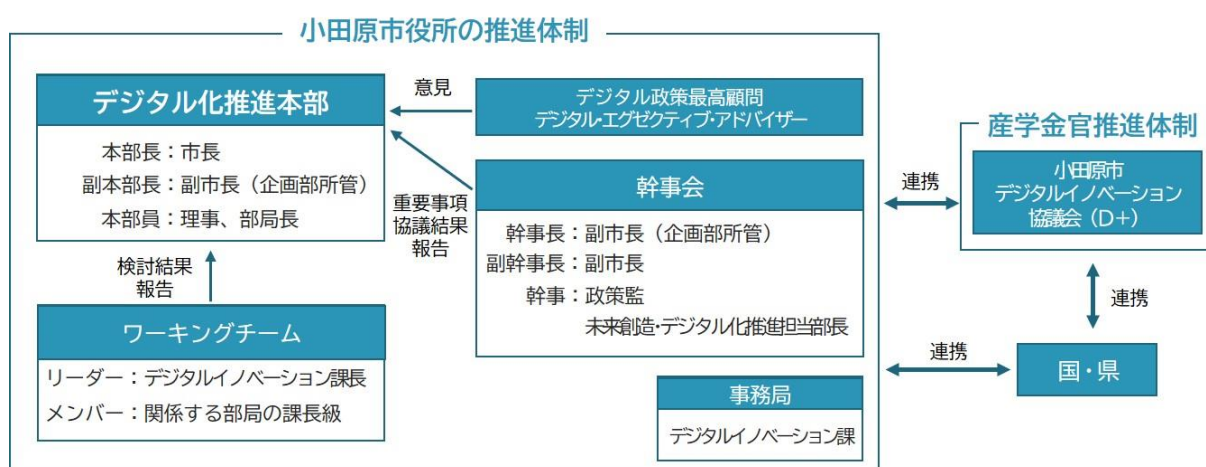 小田原市役所の推進体制
デジタル化推進本部
本部長：市長
副本部長：副市長（企画部所管）
本部員：理事、部局長
意見
デジタル政策最高顧問
デジタル・エグゼクティブ・アドバイザー
重要事項
協議結果
報告
幹事会
幹事長：副市長（企画部所管）
副幹事長：副市長
幹事：政策監
未来創造・デジタル化推進担当部長
検討結果
報告
ワーキングチーム
リーダー：デジタルイノベーション課長
メンバー：関係する部局の課長級
事務局
デジタルイノベーション課
連携
産学金官推進体制
小田原市
デジタルイノベーション
協議会（D+）
連携
連携
国・県